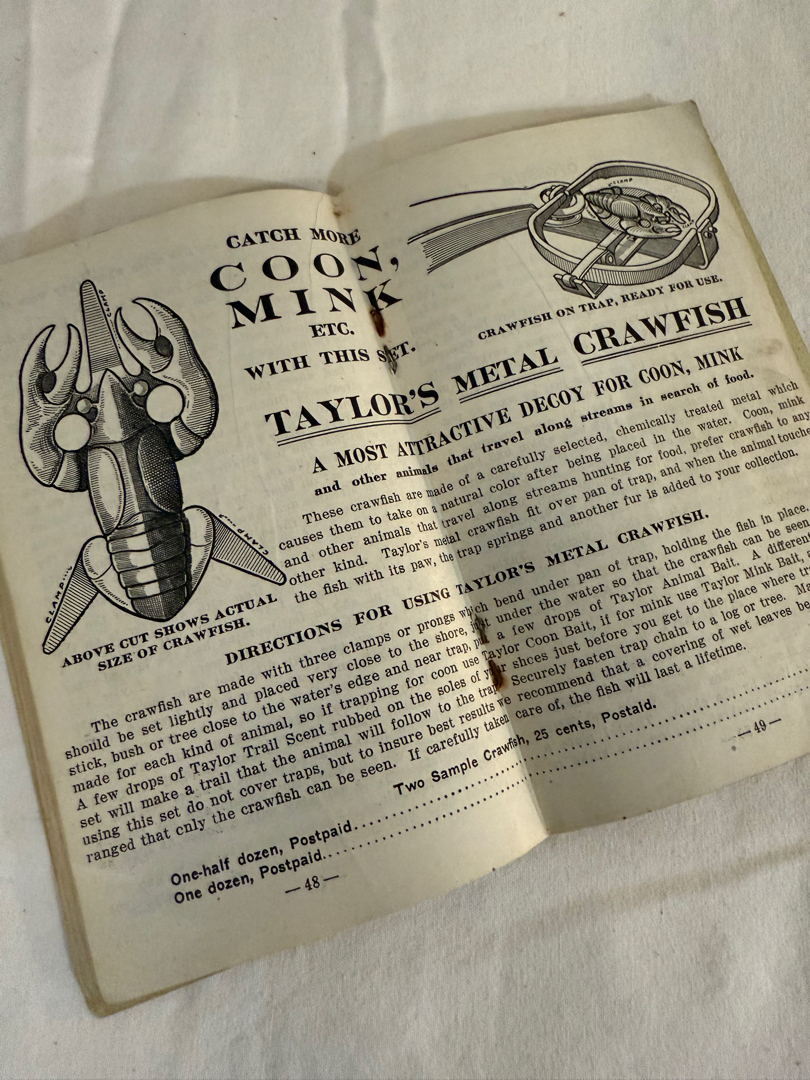 CATCH MORE
COON,
MINK
ETC.
WITH THIS SET.
CLAMP
CLAMP
CRAWFISH ON TRAP, READY FOR USE.
TAYLOR'S METAL CRAWFISH
A MOST ATTRACTIVE DECOY FOR COON, MINK
and other animals that travel along streams in search of food.
These crawfish are made of a carefully selected, chemically treated metal which
causes them to take on a natural color after being placed in the water. Coon, mink
and other animals that travel along streams hunting for food, prefer crawfish to any
other kind. Taylor's metal crawfish fit over pan of trap, and when the animal touches
the fish with its paw, the trap springs and another fur is added to your collection.
CLAMP
CLAMP
ABOVE CUT SHOWS ACTUAL
SIZE OF CRAWFISH.
DIRECTIONS FOR USING TAYLOR'S METAL CRAWFISH.
The crawfish are made with three clamps or prongs which bend under pan of trap, holding the fish in place.
should be set lightly and placed very close to the shore, just under the water so that the crawfish can be seen.
stick, bush or tree close to the water's edge and near trap, a few drops of Taylor Animal Bait. A different
made for each kind of animal, so if trapping for coon use Taylor Coon Bait, if for mink use Taylor Mink Bait,
A few drops of Taylor Trail Scent rubbed on the soles of your shoes just before you get to the place where
set will make a trail that the animal will follow to the trap. Securely fasten trap chain to a log or tree.
using this set do not cover traps, but to insure best results we recommend that a covering of wet leaves
ranged that cnly the crawfish can be seen. If carefully taken care of, the fish will last a lifetime.
Two Sample Crawfish, 25 cents, Postaid.
One-half dozen, Postpaid
One dozen, Postpaid
—48—
—49—